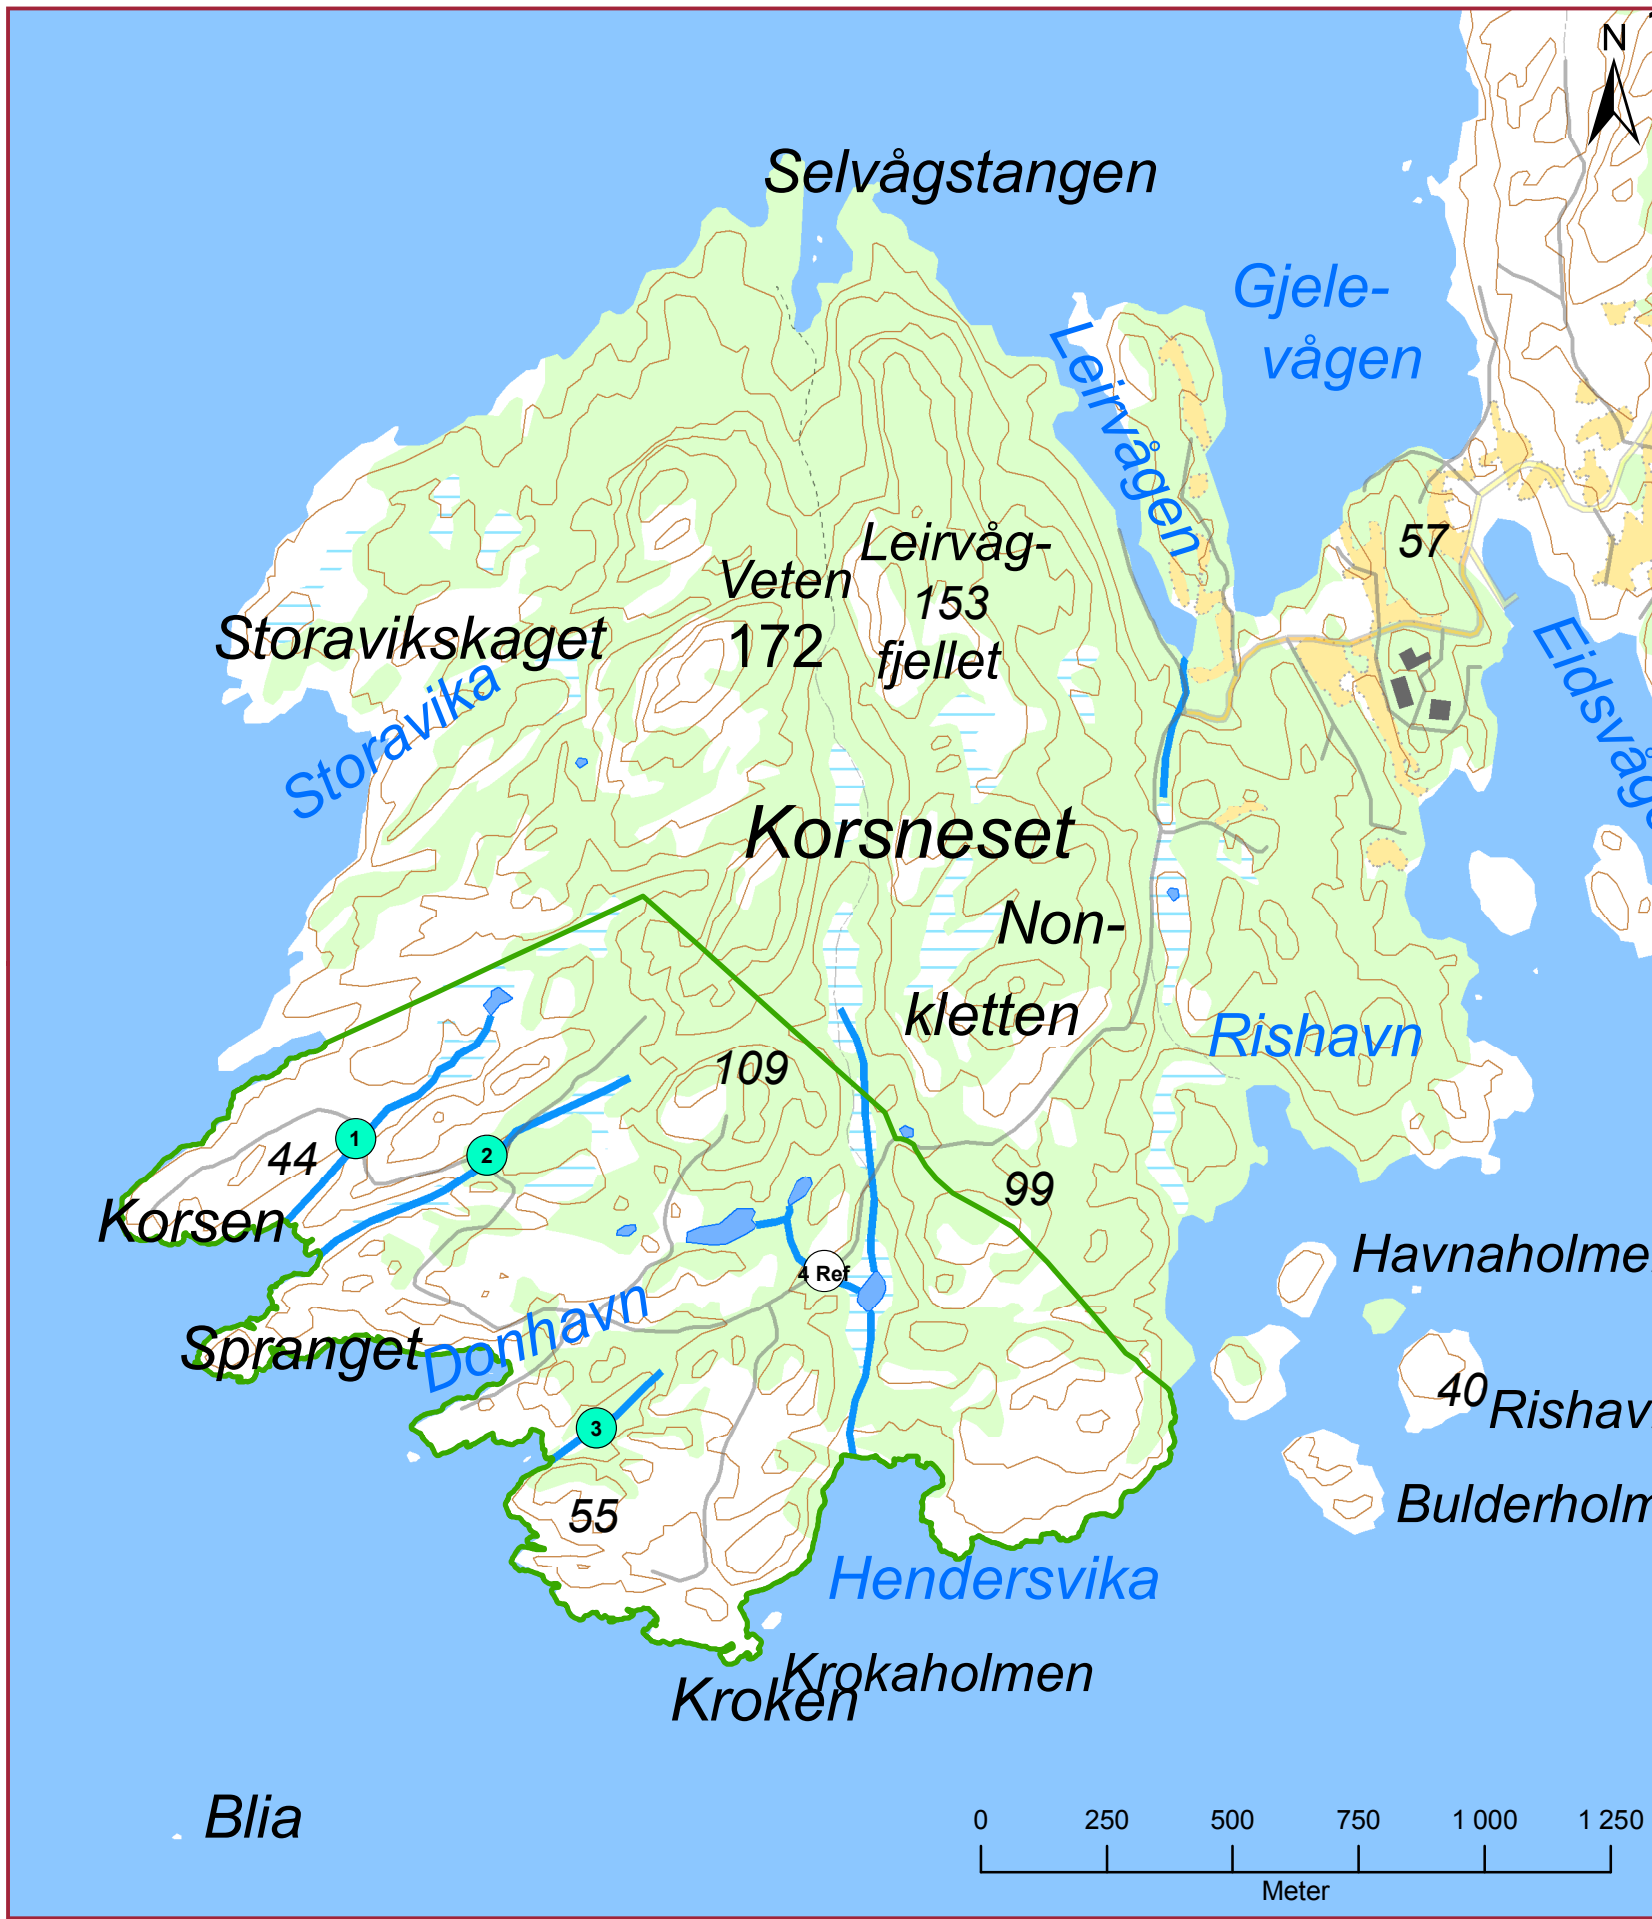 N
Selvågstangen
Gjele-
vågen
Leirvågen
57
Leirvåg-
153
fjellet
Veten
172
Storavikskaget
Storavika
Korsneset
Non-
kletten
Rishavn
109
44
99
Korsen
Havnaholme
4 Ref
1
2
3
Spranget
Donhavn
40
Rishav
Bulderholm
55
Hendersvika
Krokaholmen
Kroken
Blia
0 250 500 750 1 000 1 250
Meter